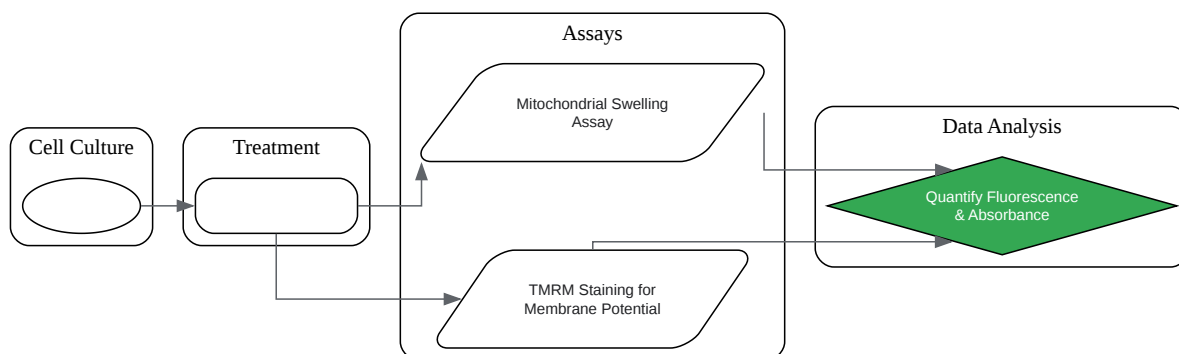 Cell Culture
Treatment
Assays
Mitochondrial Swelling
Assay
TMRM Staining for
Membrane Potential
Data Analysis
Quantify Fluorescence
& Absorbance